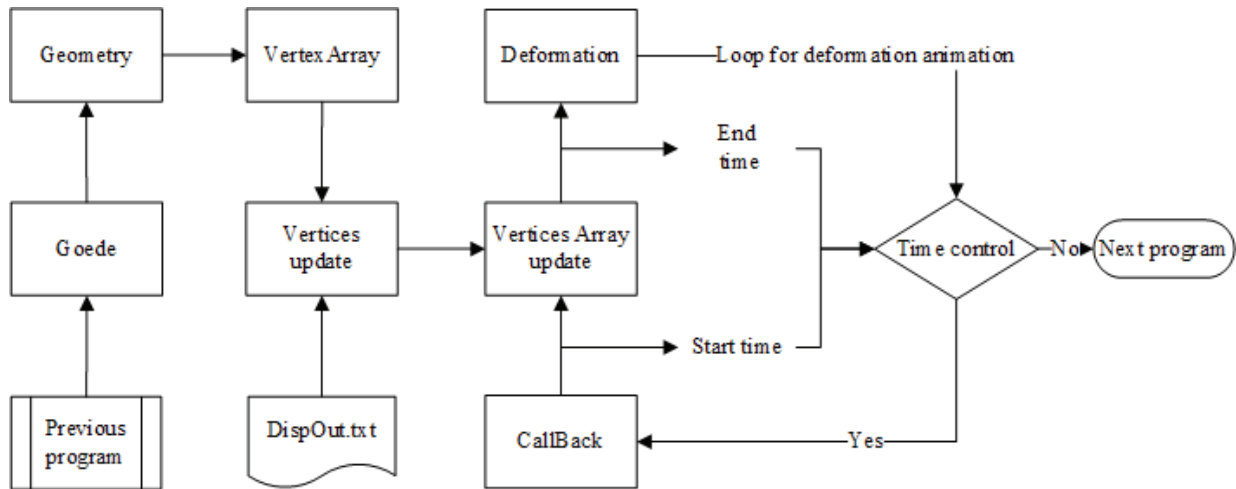 Geometry
Vertex Array
Deformation
Loop for deformation animation
End
time
Goede
Vertices
update
Vertices Array
update
Time control
No
Next program
Start time
Previous
program
DispOut.txt
CallBack
Yes